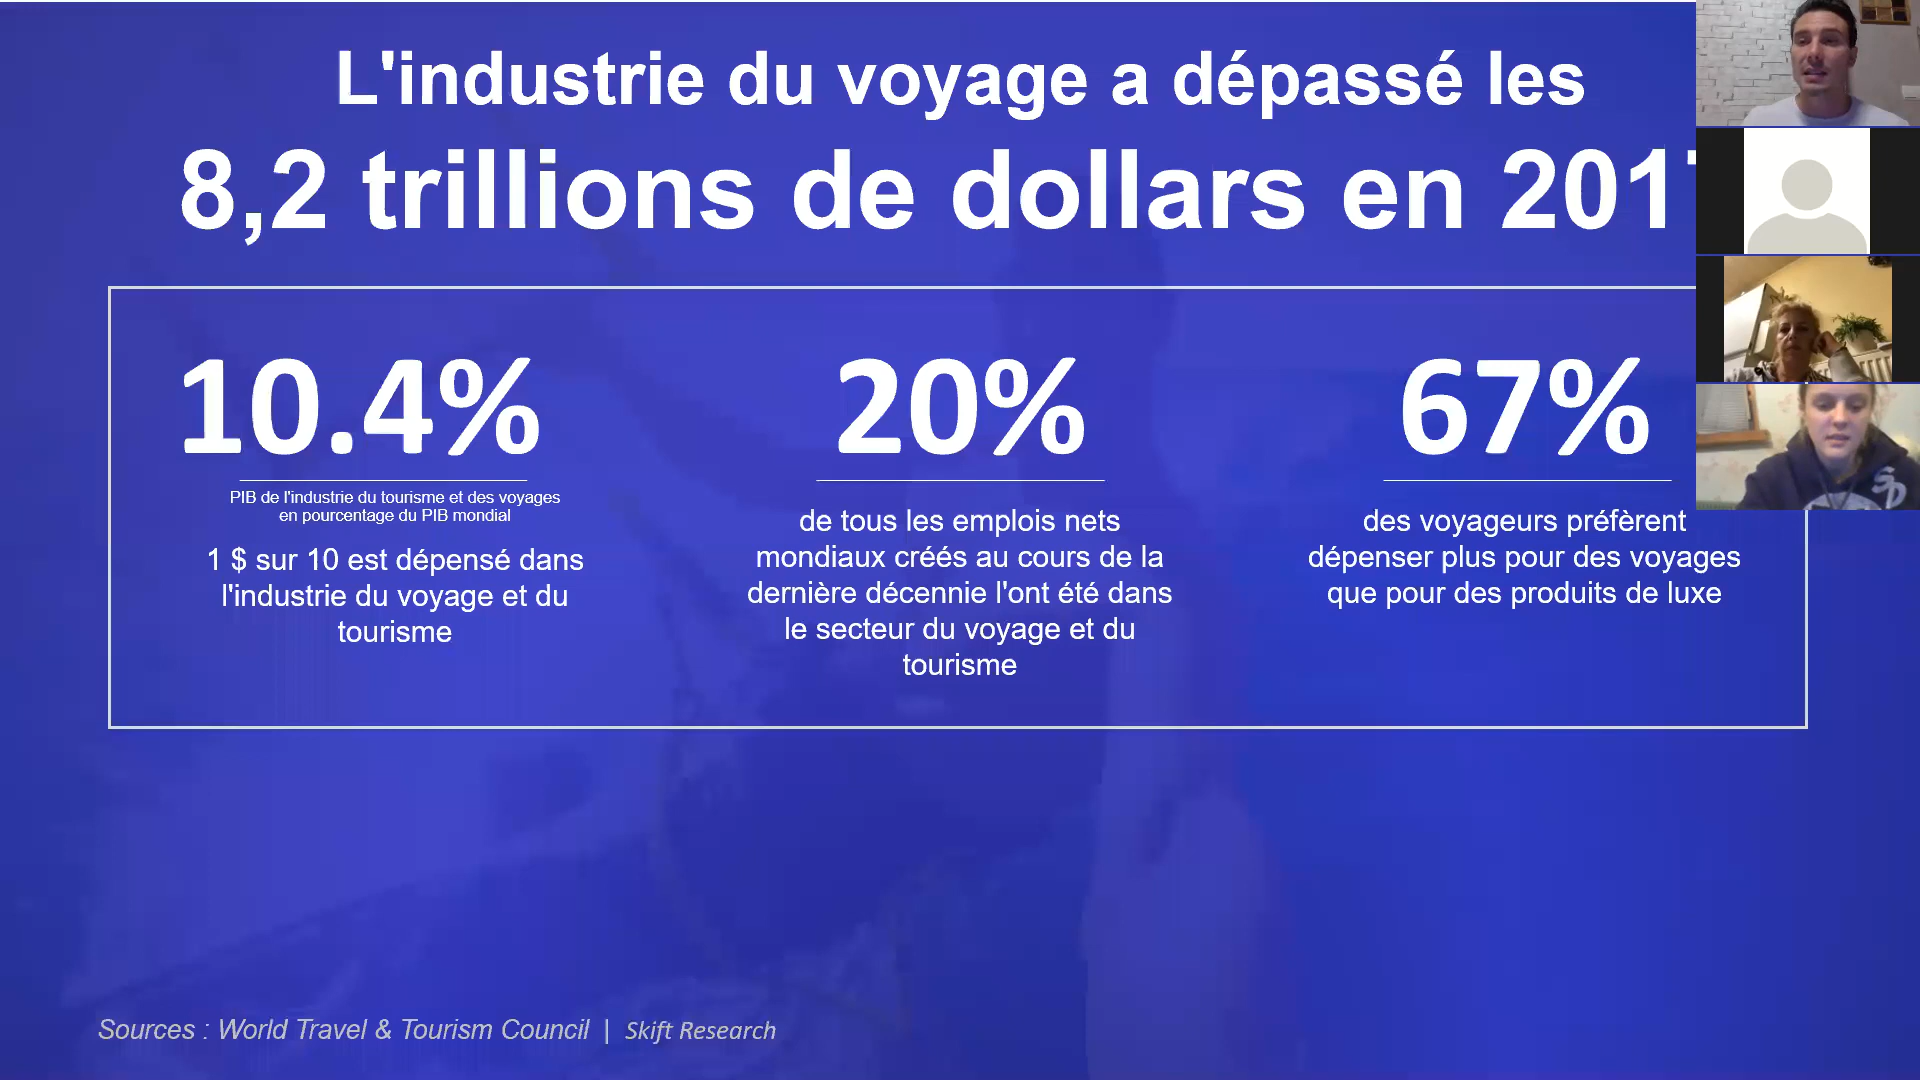 L'industrie du voyage a dépassé les
8,2 trillions de dollars en 2017
10.4%
PIB de l'industrie du tourisme et des voyages
en pourcentage du PIB mondial
1 $ sur 10 est dépensé dans
l'industrie du voyage et du
tourisme
20%
de tous les emplois nets
mondiaux créés au cours de la
dernière décennie l'ont été dans
le secteur du voyage et du
tourisme
67%
des voyageurs préfèrent
dépenser plus pour des voyages
que pour des produits de luxe
SD
Sources : World Travel & Tourism Council | Skift Research